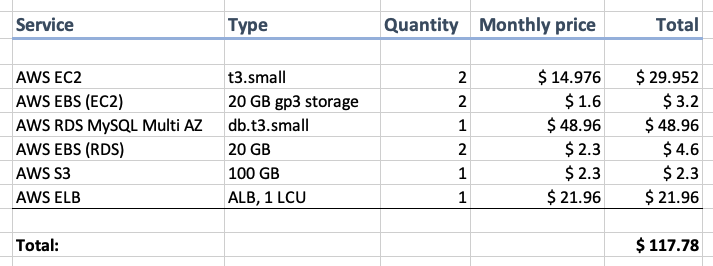 Service Type Quantity Monthly price Total
AWS EC2 t3.small 2 $ 14.976 $ 29.952
AWS EBS (EC2) 20 GB gp3 storage 2 $ 1.6 $ 3.2
AWS RDS MySQL Multi AZ db.t3.small 1 $ 48.96 $ 48.96
AWS EBS (RDS) 20 GB 2 $ 2.3 $ 4.6
AWS S3 100 GB 1 $ 2.3 $ 2.3
AWS ELB ALB, 1 LCU 1 $ 21.96 $ 21.96
Total: $ 117.78